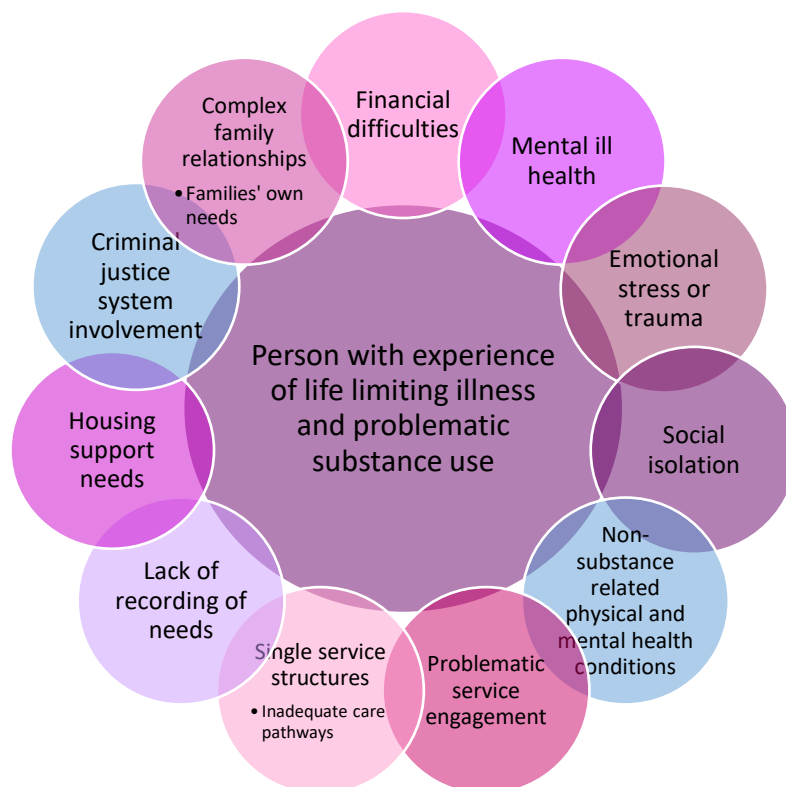 Financial
difficulties
Mental ill
health
Emotional
stress or
trauma
Social
isolation
Non-
substance
related
physical and
mental health
conditions
Problematic
service
engagement
Single service
structures
• Inadequate care
pathways
Lack of
recording of
needs
Housing
support
needs
Criminal
justice
system
involvement
Complex
family
relationships
• Families' own
needs
Person with experience
of life limiting illness
and problematic
substance use